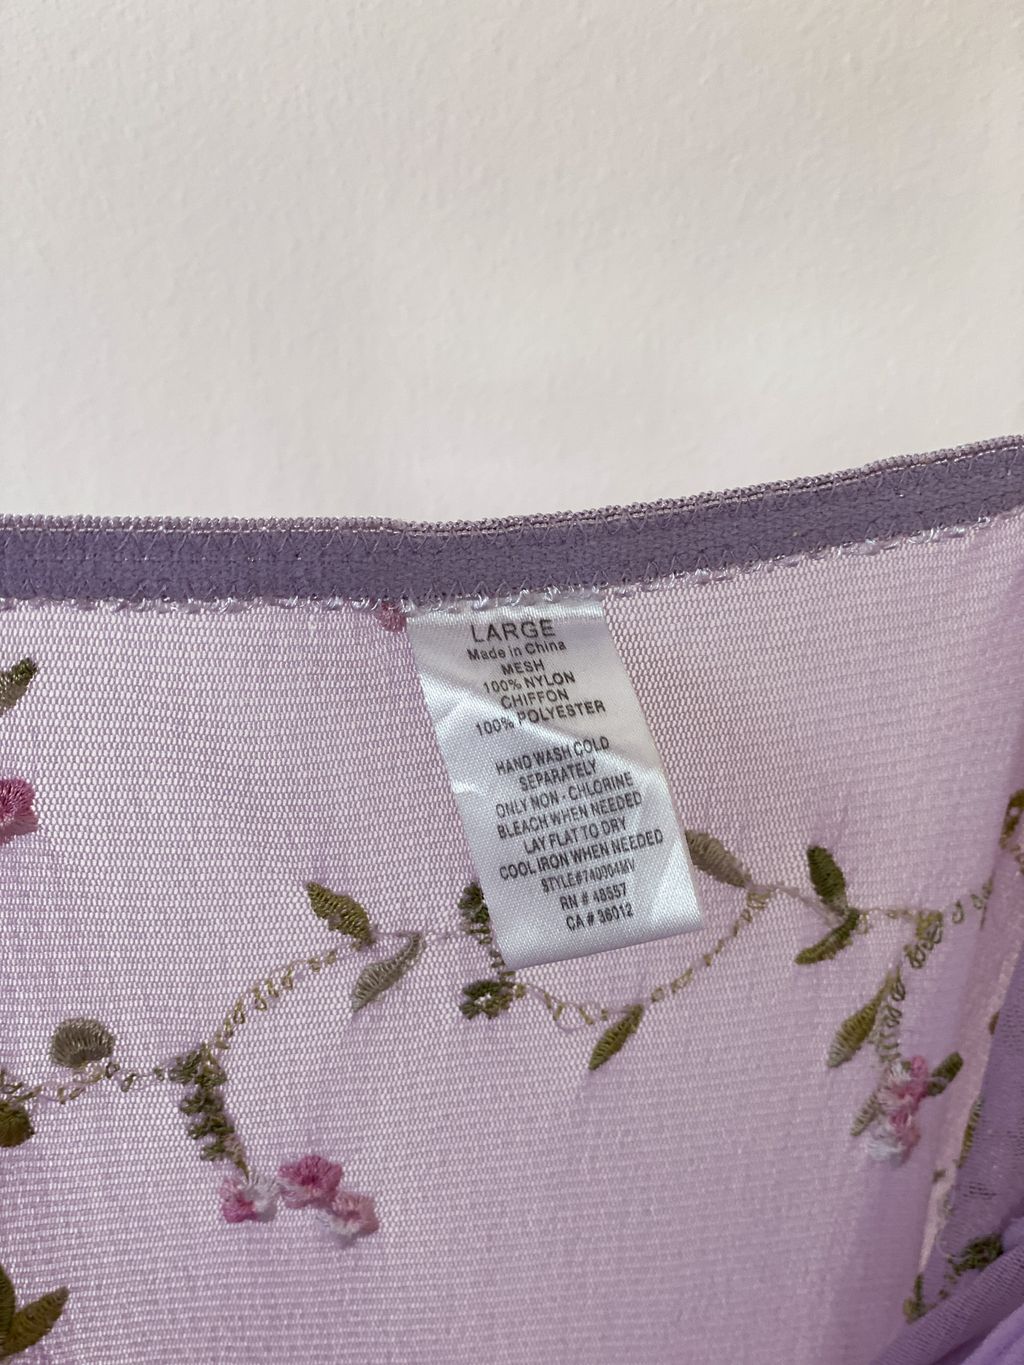 LARGE
Made in China
MESH
100% NYLON
CHIFFON
100% POLYESTER
HAND WASH COLD
SEPARATELY
ONLY NON - CHLORINE
BLEACH WHEN NEEDED
LAY FLAT TO DRY
COOL IRON WHEN NEEDED
RN # 48557
CA # 36012